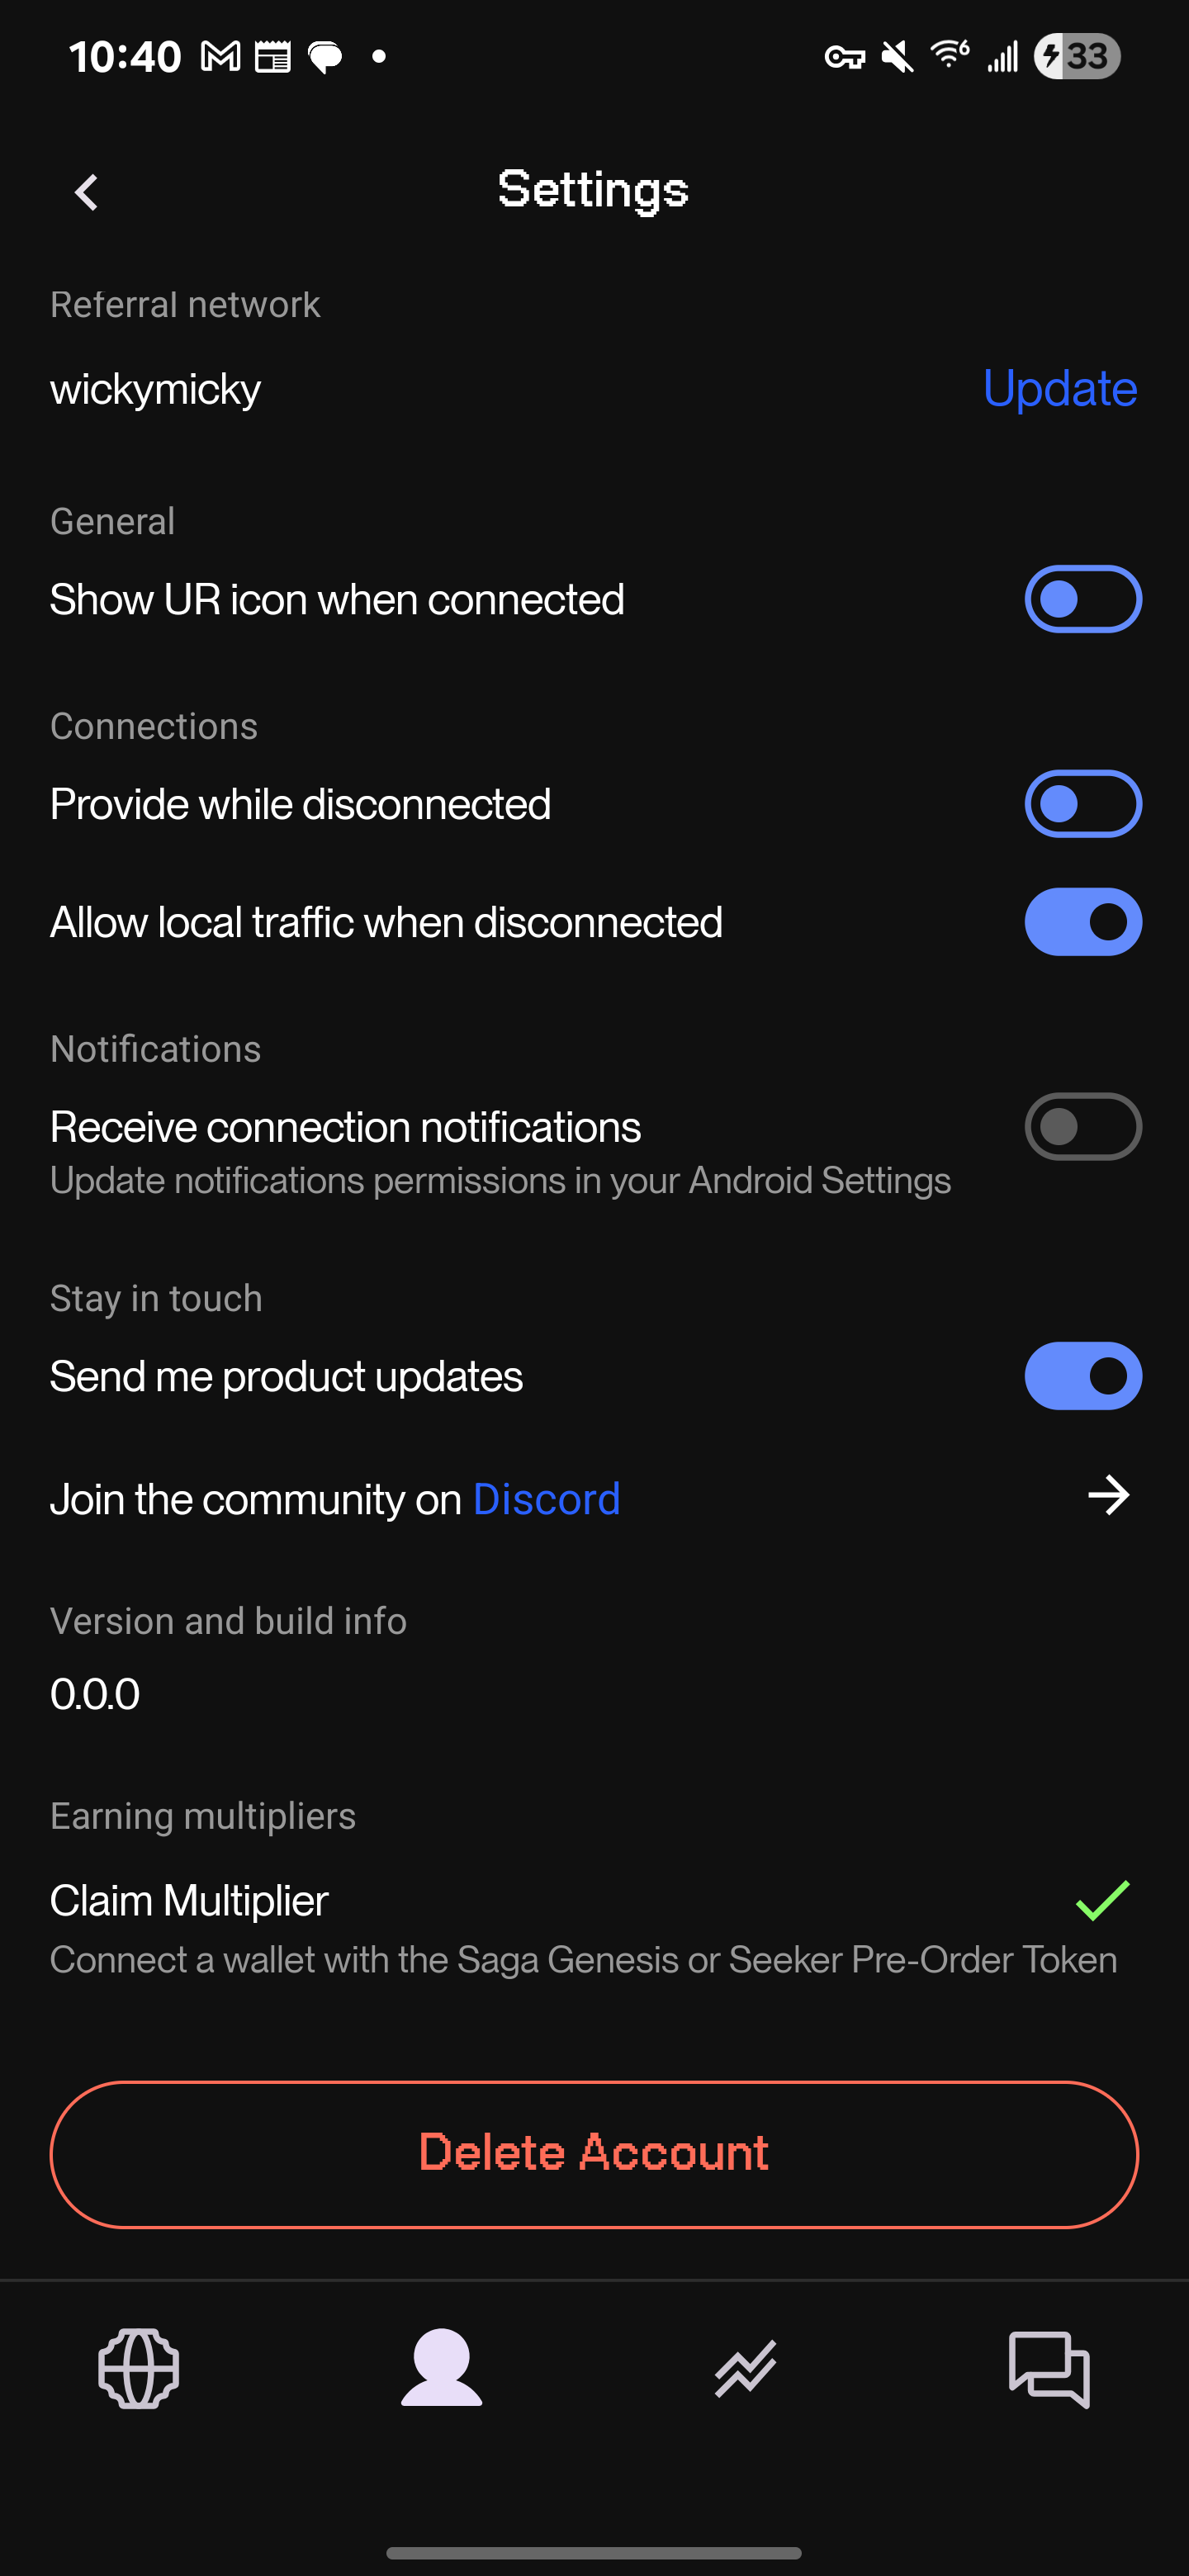 10:40
6
33
Settings
Referral network
wickymicky
Update
General
Show UR icon when connected
Connections
Provide while disconnected
Allow local traffic when disconnected
Notifications
Receive connection notifications
Update notifications permissions in your Android Settings
Stay in touch
Send me product updates
Join the community on Discord
Version and build info
0.0.0
Earning multipliers
Claim Multiplier
Connect a wallet with the Saga Genesis or Seeker Pre-Order Token
Delete Account